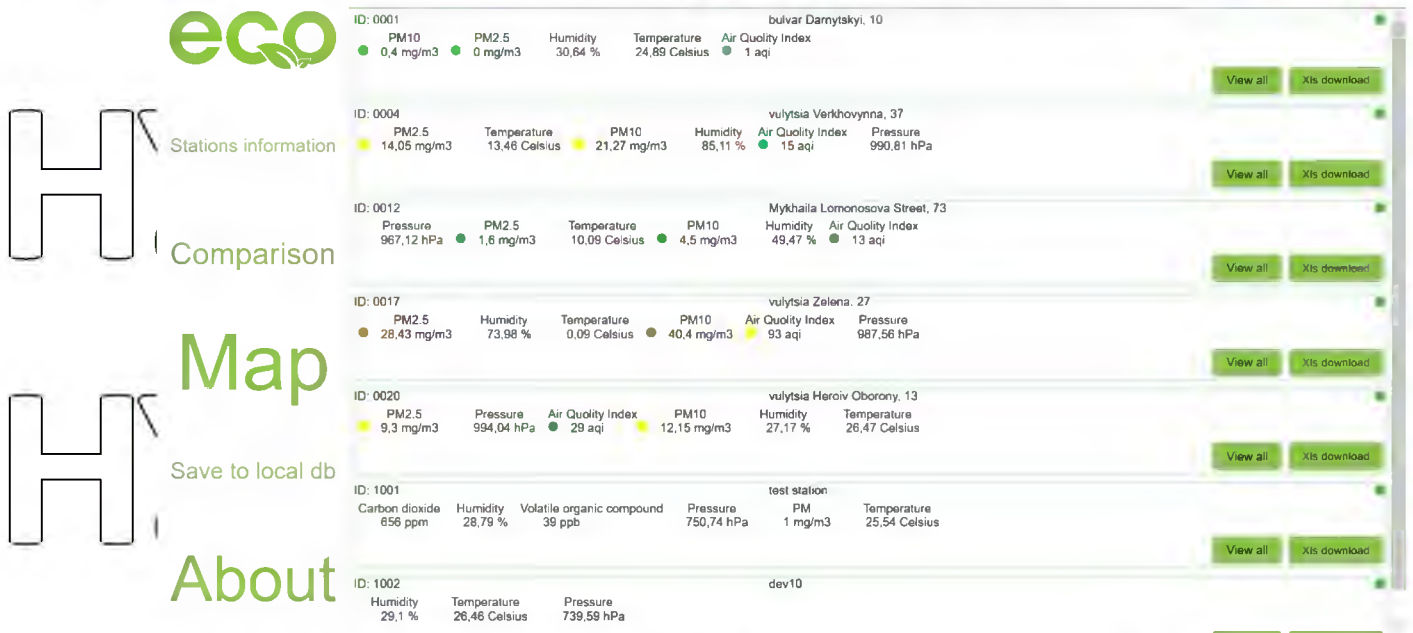 eco
Stations information
Comparison
Map
Save to local db
About
H
H
ID: 0001 bulvar Darnytskyi, 10
PM10 PM2.5 Humidity Temperature Air Quolity Index
0,4 mg/m3 0 mg/m3 30,64 % 24,89 Celsius 1 aqi
View all Xls download
ID: 0004 vulytsia Verkhovynna, 37
PM2.5 Temperature PM10 Humidity Air Quolity Index Pressure
14,05 mg/m3 13,46 Celsius 21,27 mg/m3 85,11 % 15 aqi 990,81 hPa
View all Xls download
ID: 0012 Mykhaila Lomonosova Street, 73
Pressure PM2.5 Temperature PM10 Humidity Air Quolity Index
967,12 hPa 1,6 mg/m3 10,09 Celsius 4,5 mg/m3 49,47 % 13 aqi
View all Xls download
ID: 0017 vulytsia Zelena, 27
PM2.5 Humidity Temperature PM10 Air Quolity Index Pressure
28,43 mg/m3 73,98 % 0,09 Celsius 40,4 mg/m3 93 aqi 987,56 hPa
View all Xls download
ID: 0020 vulytsia Heroiv Oborony, 13
PM2.5 Pressure Air Quolity Index PM10 Humidity Temperature
9,3 mg/m3 994,04 hPa 29 aqi 12,15 mg/m3 27,17 % 26,47 Celsius
View all Xls download
ID: 1001 test station
Carbon dioxide Humidity Volatile organic compound Pressure PM Temperature
656 ppm 28,79 % 39 ppb 750,74 hPa 1 mg/m3 25,54 Celsius
View all Xls download
ID: 1002 dev10
Humidity Temperature Pressure
29,1 % 26,46 Celsius 739,59 hPa